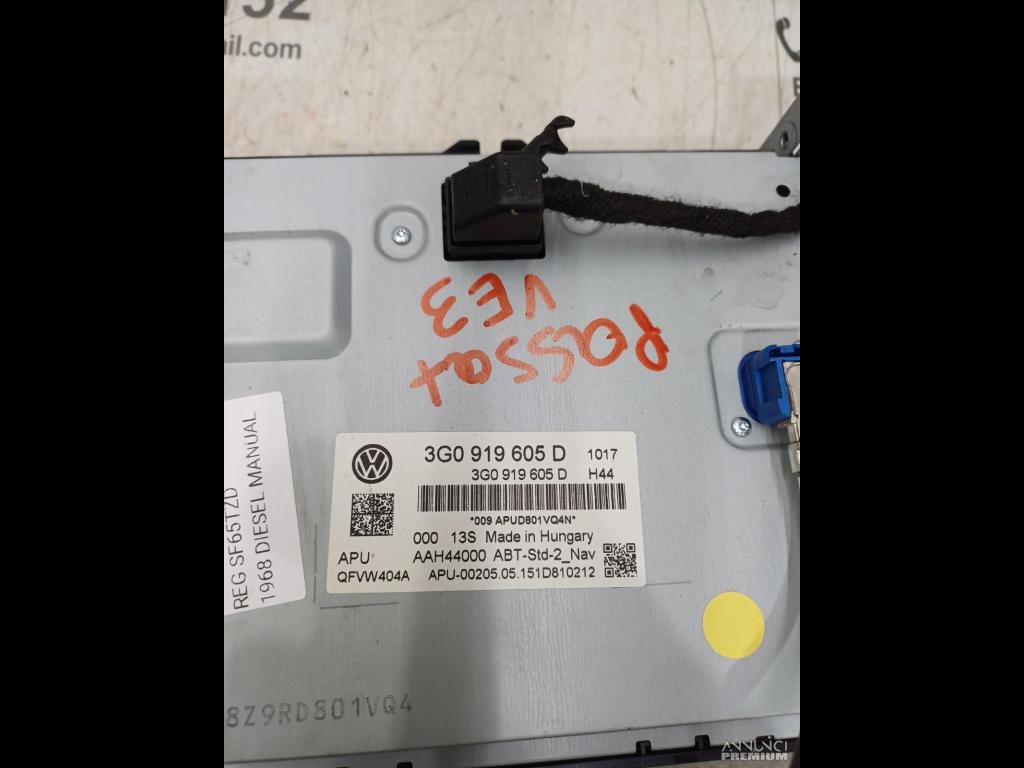 il.com
VE3
Passat
REG SF65TZD
1968 DIESEL MANUAL
3G0 919 605 D 1017
3G0 919 605 D H44
*009 APUD801VQ4N*
000 13S Made in Hungary
APU AAH44000 ABT-Std-2_Nav
QFVW404A APU-00205.05.151D810212
8Z9RD801VQ4
ANNUNCI
PREMIUM